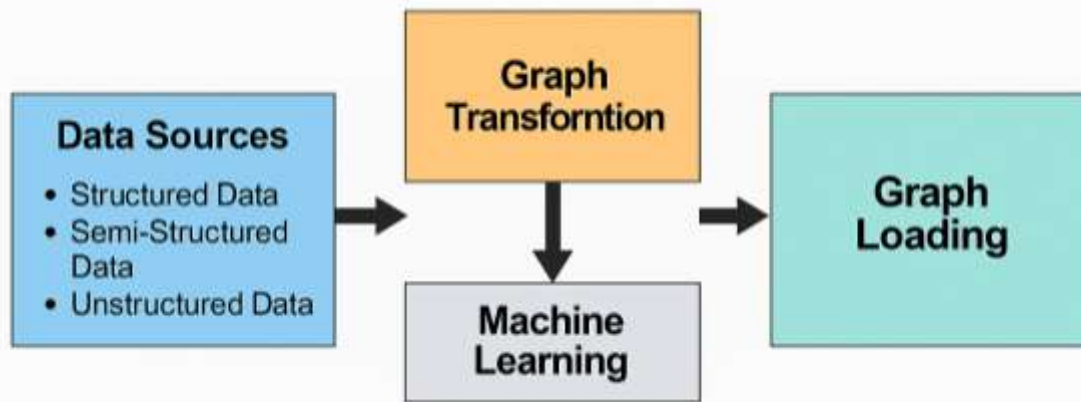 Data Sources
• Structured Data
• Semi-Structured
Data
• Unstructured Data
Graph
Transforntion
Machine
Learning
Graph
Loading